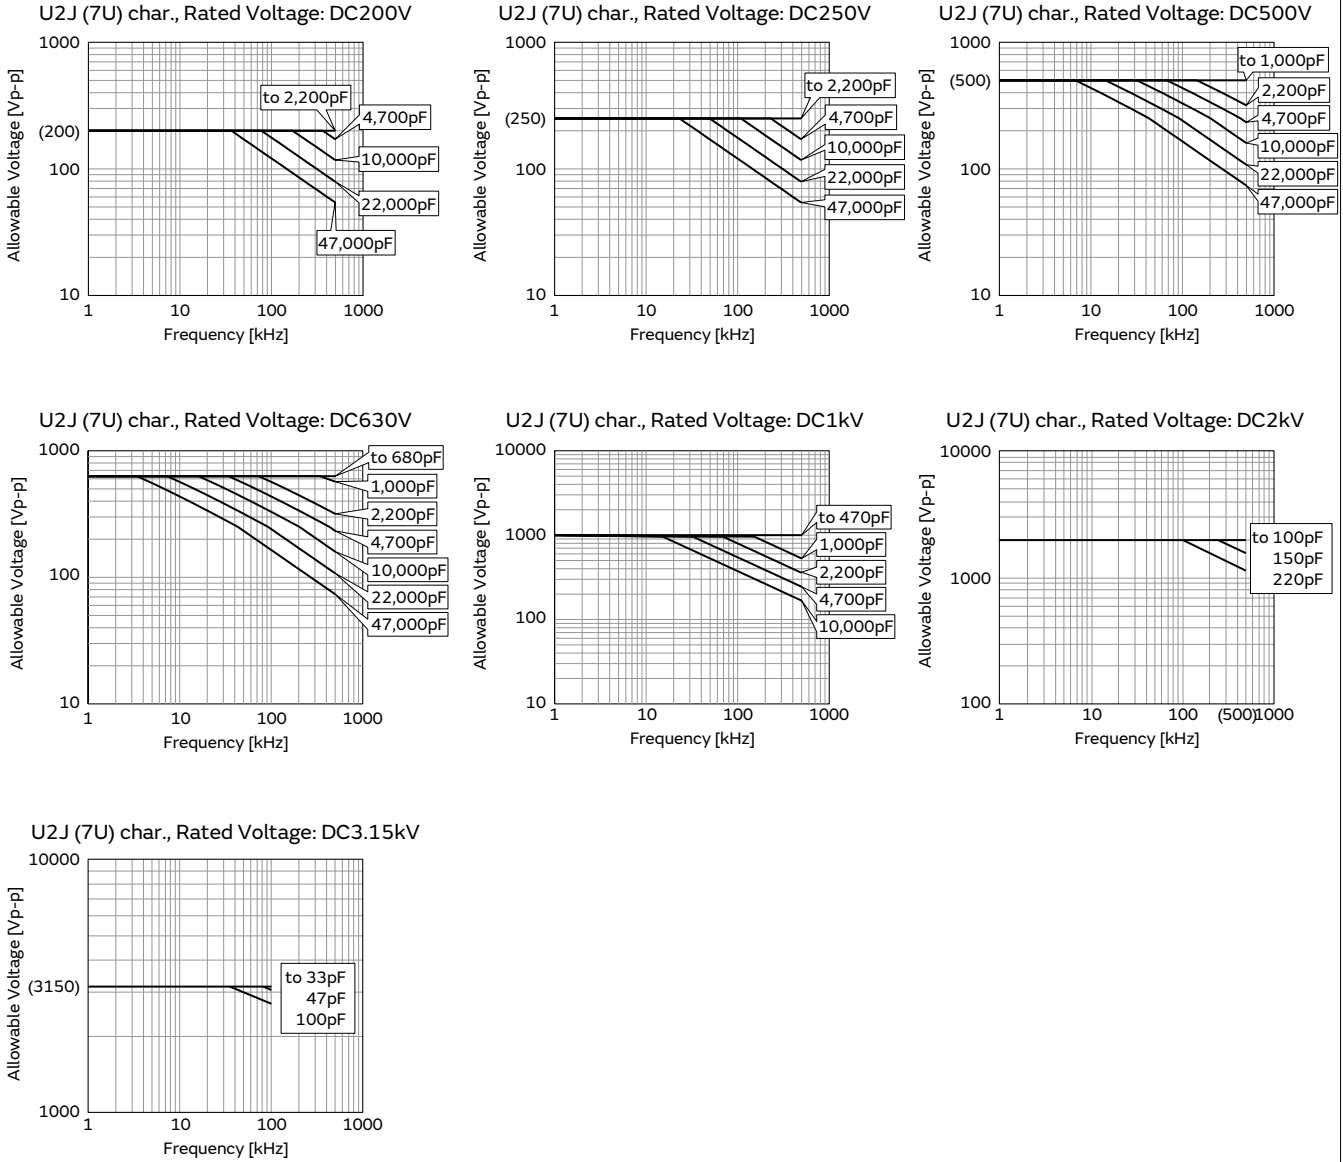 U2J (7U) char., Rated Voltage: DC200V
1000
(200)
100
10
Allowable Voltage [Vp-p]
to 2,200pF
4,700pF
10,000pF
22,000pF
47,000pF
1 10 100 1000
Frequency [kHz]
U2J (7U) char., Rated Voltage: DC250V
1000
(250)
100
10
Allowable Voltage [Vp-p]
to 2,200pF
4,700pF
10,000pF
22,000pF
47,000pF
1 10 100 1000
Frequency [kHz]
U2J (7U) char., Rated Voltage: DC500V
1000
(500)
100
10
Allowable Voltage [Vp-p]
to 1,000pF
2,200pF
4,700pF
10,000pF
22,000pF
47,000pF
1 10 100 1000
Frequency [kHz]
U2J (7U) char., Rated Voltage: DC630V
1000
100
10
Allowable Voltage [Vp-p]
to 680pF
1,000pF
2,200pF
4,700pF
10,000pF
22,000pF
47,000pF
1 10 100 1000
Frequency [kHz]
U2J (7U) char., Rated Voltage: DC1kV
10000
1000
100
10
Allowable Voltage [Vp-p]
to 470pF
1,000pF
2,200pF
4,700pF
10,000pF
1 10 100 1000
Frequency [kHz]
U2J (7U) char., Rated Voltage: DC2kV
10000
1000
100
Allowable Voltage [Vp-p]
to 100pF
150pF
220pF
1 10 100 (500) 1000
Frequency [kHz]
U2J (7U) char., Rated Voltage: DC3.15kV
10000
(3150)
1000
Allowable Voltage [Vp-p]
to 33pF
47pF
100pF
1 10 100 1000
Frequency [kHz]